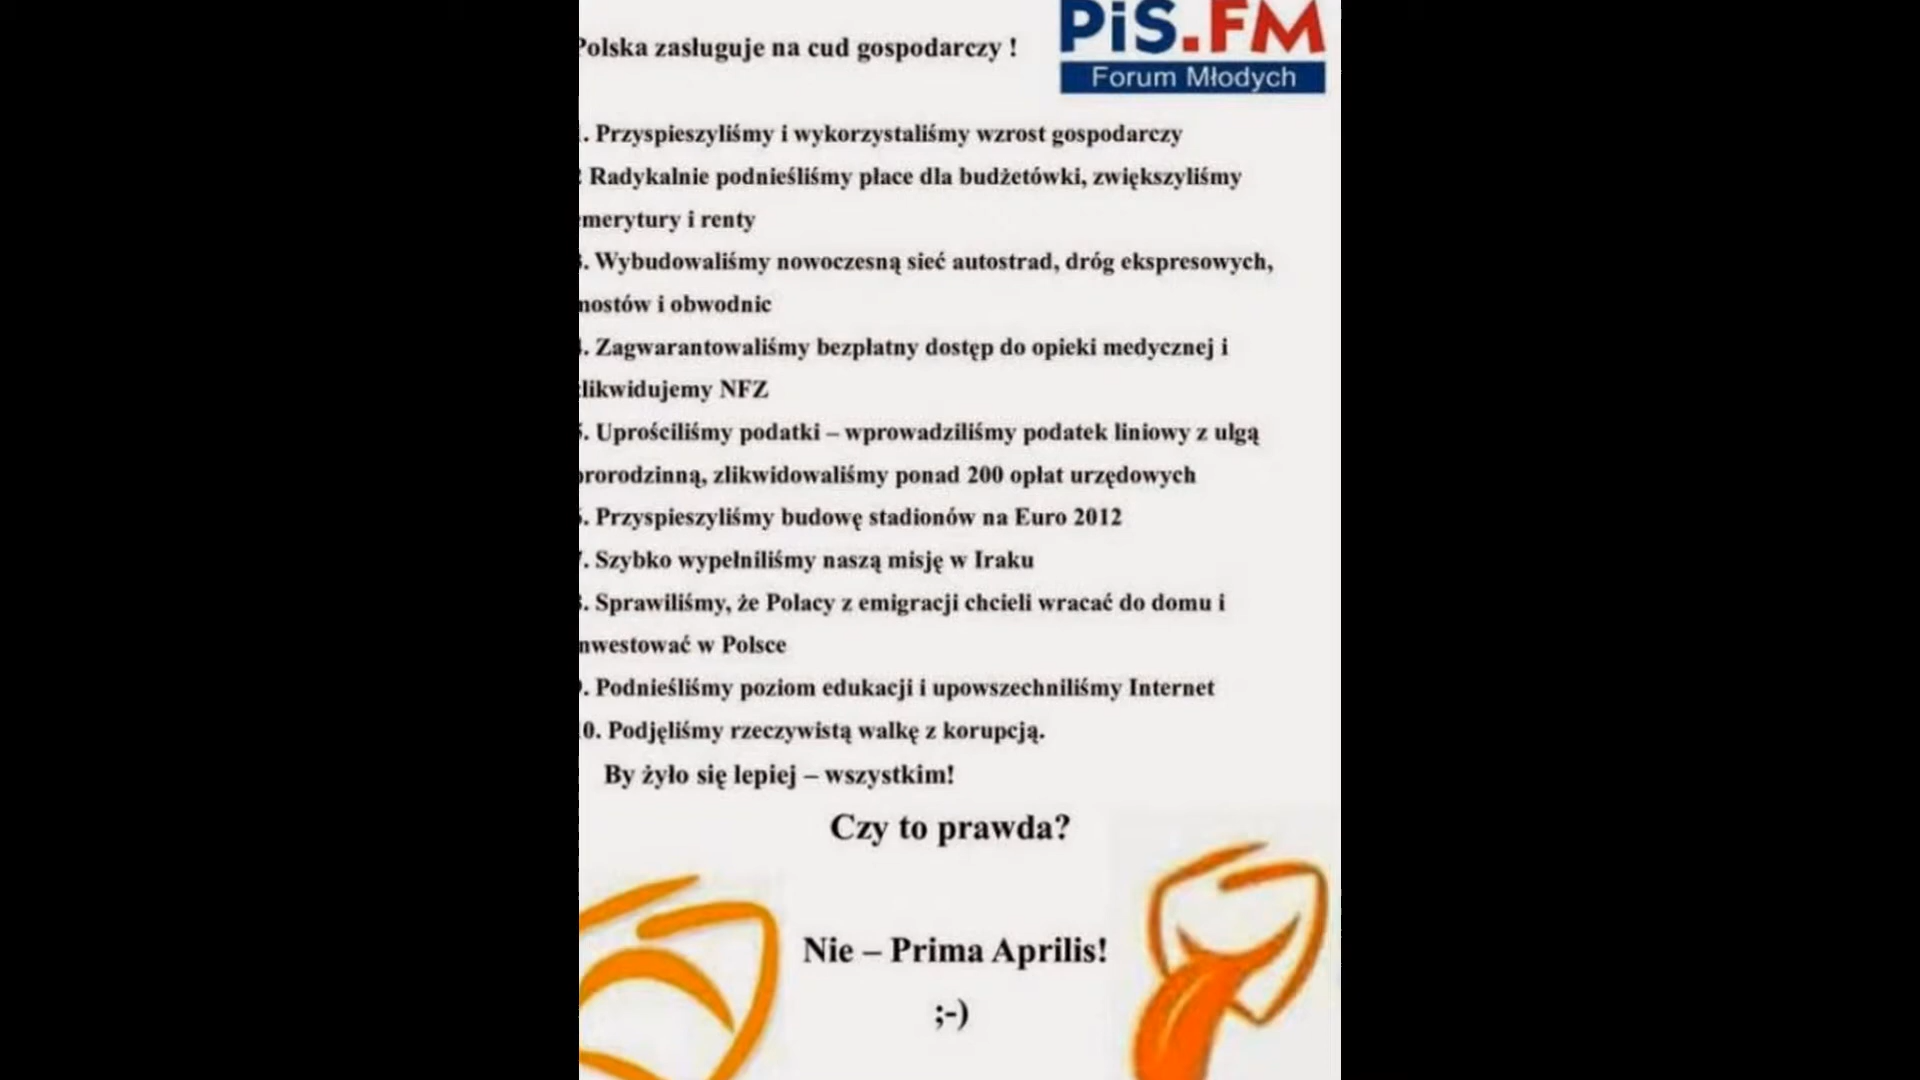 Polska zasługuje na cud gospodarczy !
PiS.FM
Forum Młodych
. Przyspieszyliśmy i wykorzystaliśmy wzrost gospodarczy
Radykalnie podnieśliśmy płace dla budżetówki, zwiększyliśmy
merytury i renty
. Wybudowaliśmy nowoczesną sieć autostrad, dróg ekspresowych,
mostów i obwodnic
. Zagwarantowaliśmy bezpłatny dostęp do opieki medycznej i
likwidujemy NFZ
. Uprościliśmy podatki – wprowadziliśmy podatek liniowy z ulgą
prorodzinną, zlikwidowaliśmy ponad 200 opłat urzędowych
. Przyspieszyliśmy budowę stadionów na Euro 2012
. Szybko wypełniliśmy naszą misję w Iraku
. Sprawiliśmy, że Polacy z emigracji chcieli wracać do domu i
nwestować w Polsce
. Podnieśliśmy poziom edukacji i upowszechniliśmy Internet
0. Podjęliśmy rzeczywistą walkę z korupcją.
By żyło się lepiej – wszystkim!
Czy to prawda?
Nie – Prima Aprilis!
;-)